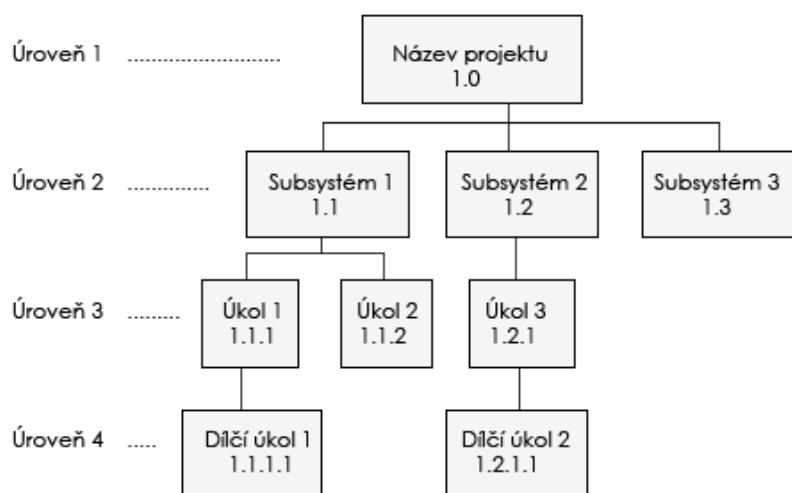 Úroveň 1 ............................ Název projektu
1.0
Úroveň 2 ............... Subsystém 1 Subsystém 2 Subsystém 3
1.1 1.2 1.3
Úroveň 3 ......... Úkol 1 Úkol 2 Úkol 3
1.1.1 1.1.2 1.2.1
Úroveň 4 ..... Dílčí úkol 1 Dílčí úkol 2
1.1.1.1 1.2.1.1